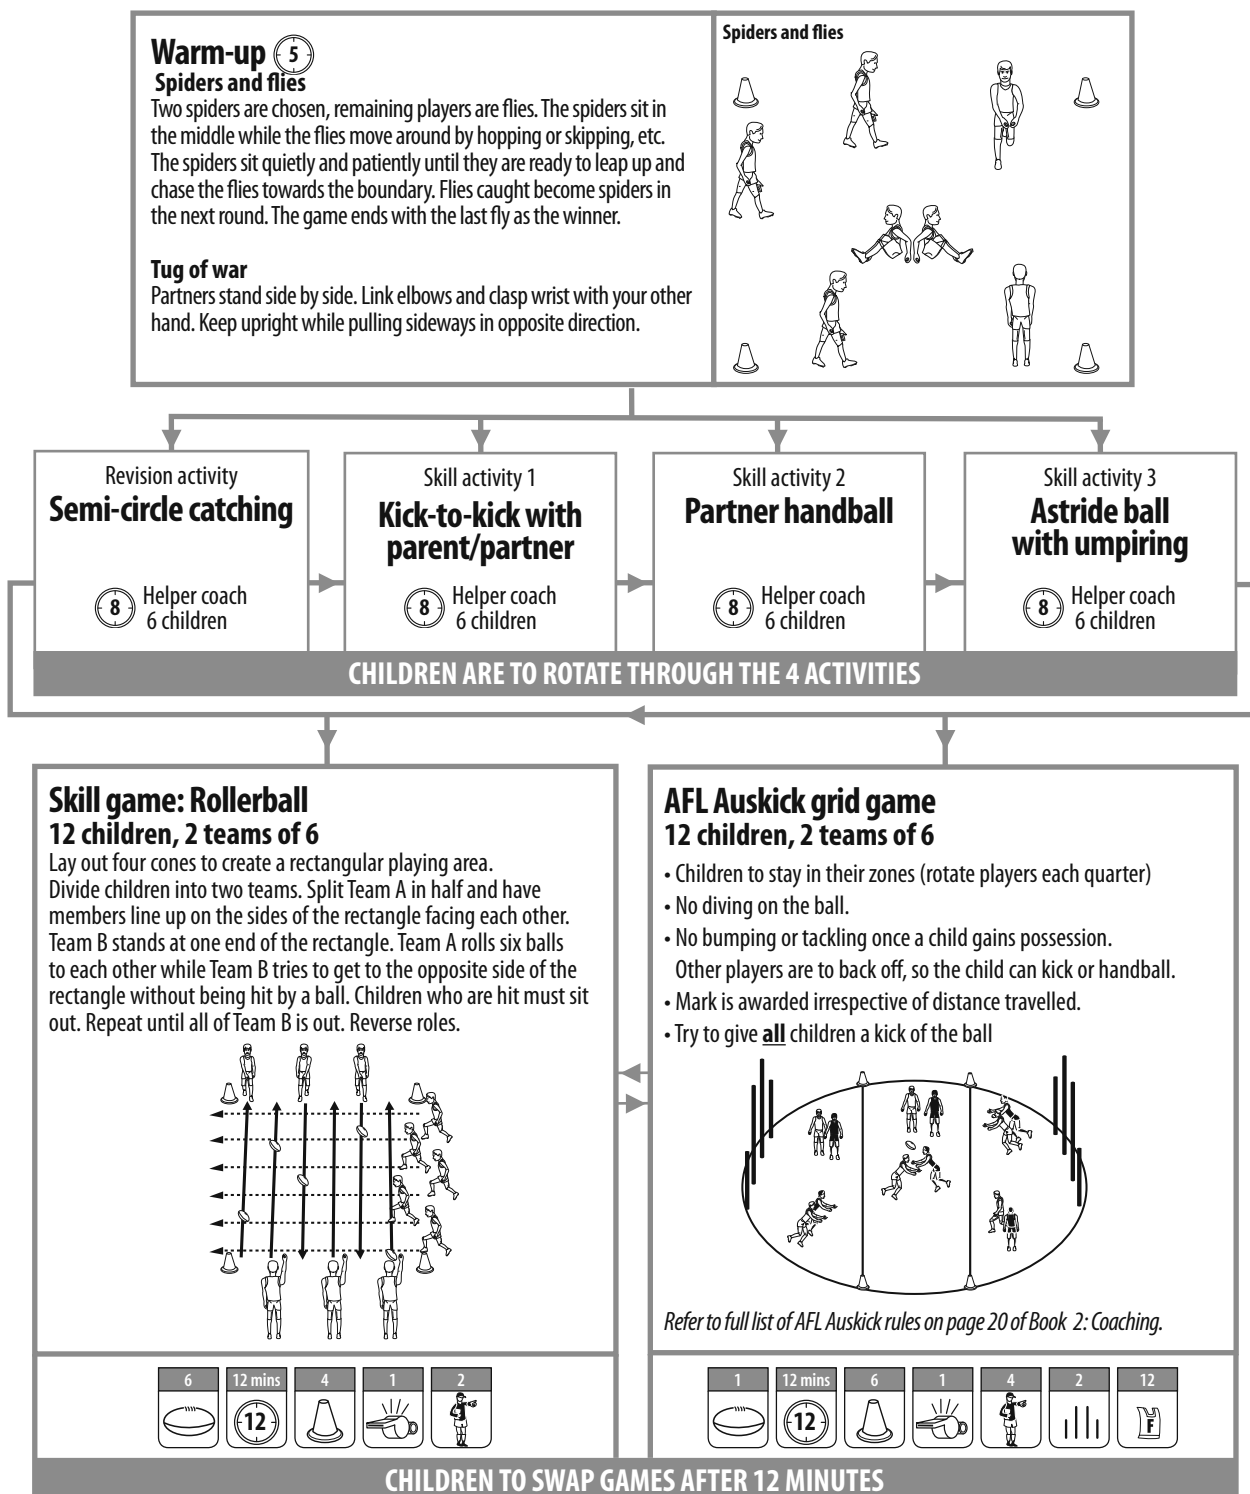 Warm-up 5
Spiders and flies
Two spiders are chosen, remaining players are flies. The spiders sit in
the middle while the flies move around by hopping or skipping, etc.
The spiders sit quietly and patiently until they are ready to leap up and
chase the flies towards the boundary. Flies caught become spiders in
the next round. The game ends with the last fly as the winner.
Tug of war
Partners stand side by side. Link elbows and clasp wrist with your other
hand. Keep upright while pulling sideways in opposite direction.
Spiders and flies
Revision activity
Semi-circle catching
8 Helper coach
6 children
Skill activity 1
Kick-to-kick with
parent/partner
8 Helper coach
6 children
Skill activity 2
Partner handball
8 Helper coach
6 children
Skill activity 3
Astride ball
with umpiring
8 Helper coach
6 children
CHILDREN ARE TO ROTATE THROUGH THE 4 ACTIVITIES
Skill game: Rollerball
12 children, 2 teams of 6
Lay out four cones to create a rectangular playing area.
Divide children into two teams. Split Team A in half and have
members line up on the sides of the rectangle facing each other.
Team B stands at one end of the rectangle. Team A rolls six balls
to each other while Team B tries to get to the opposite side of the
rectangle without being hit by a ball. Children who are hit must sit
out. Repeat until all of Team B is out. Reverse roles.
6 12 mins 4 1 2
12
AFL Auskick grid game
12 children, 2 teams of 6
• Children to stay in their zones (rotate players each quarter)
• No diving on the ball.
• No bumping or tackling once a child gains possession.
Other players are to back off, so the child can kick or handball.
• Mark is awarded irrespective of distance travelled.
• Try to give all children a kick of the ball
Refer to full list of AFL Auskick rules on page 20 of Book 2: Coaching.
1 12 mins 6 1 4 2 12
12 F
CHILDREN TO SWAP GAMES AFTER 12 MINUTES